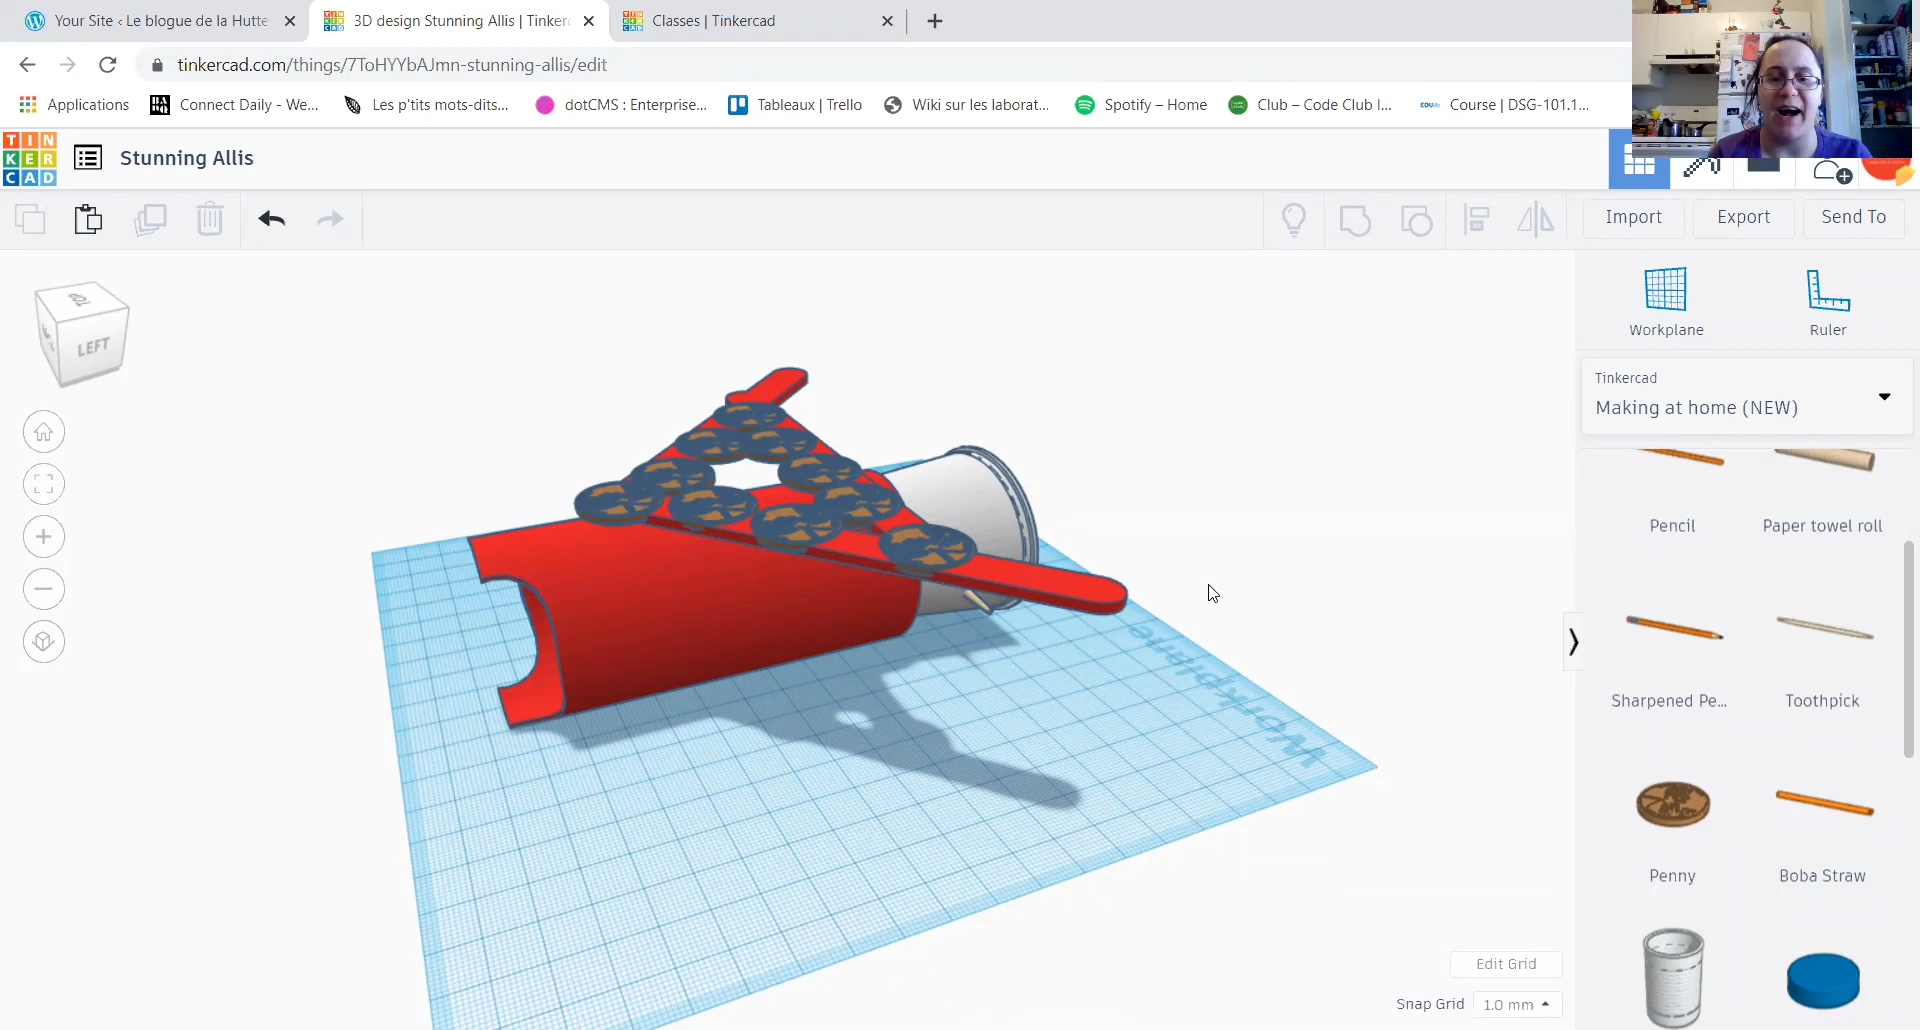 Your Site ‹ Le blogue de la Hutte
3D design Stunning Allis | Tinker
Classes | Tinkercad
tinkercad.com/things/7ToHYYbAJmn-stunning-allis/edit
Applications
Connect Daily - We...
Les p'tits mots-dits...
dotCMS : Enterprise...
Tableaux | Trello
Wiki sur les laborat...
Spotify – Home
Club – Code Club I...
Course | DSG-101.1...
TIN
KER
CAD
Stunning Allis
Import
Export
Send To
TOP
LEFT
Workplane
Ruler
Tinkercad
Making at home (NEW)
Pencil
Paper towel roll
Sharpened Pe...
Toothpick
Penny
Boba Straw
Workplane
Edit Grid
Snap Grid
1.0 mm